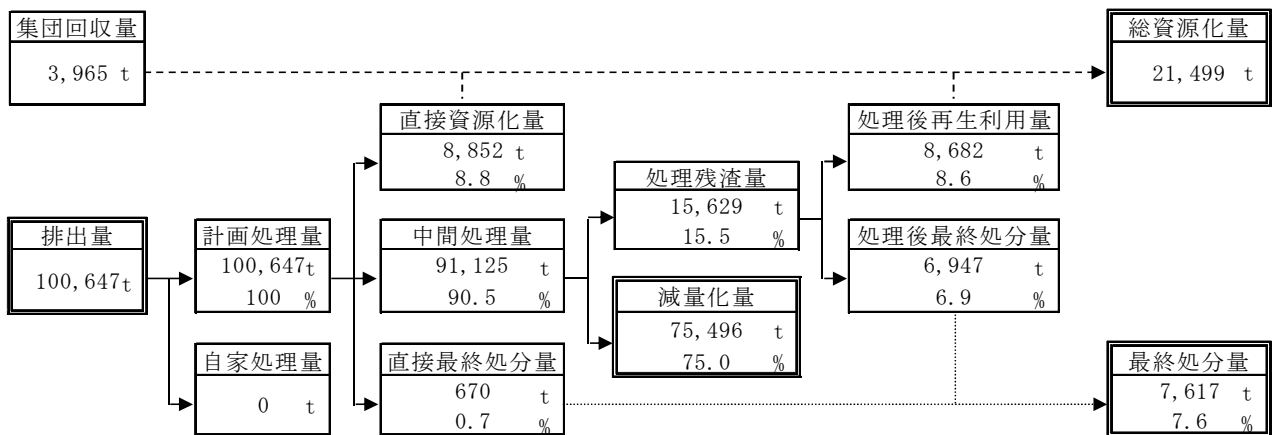 集団回収量
3,965 t
総資源化量
21,499 t
直接資源化量
8,852 t
8.8 %
処理後再生利用量
8,682 t
8.6 %
処理残渣量
15,629 t
15.5 %
排出量
100,647t
計画処理量
100,647t
100 %
中間処理量
91,125 t
90.5 %
処理後最終処分量
6,947 t
6.9 %
減量化量
75,496 t
75.0 %
自家処理量
0 t
直接最終処分量
670 t
0.7 %
最終処分量
7,617 t
7.6 %